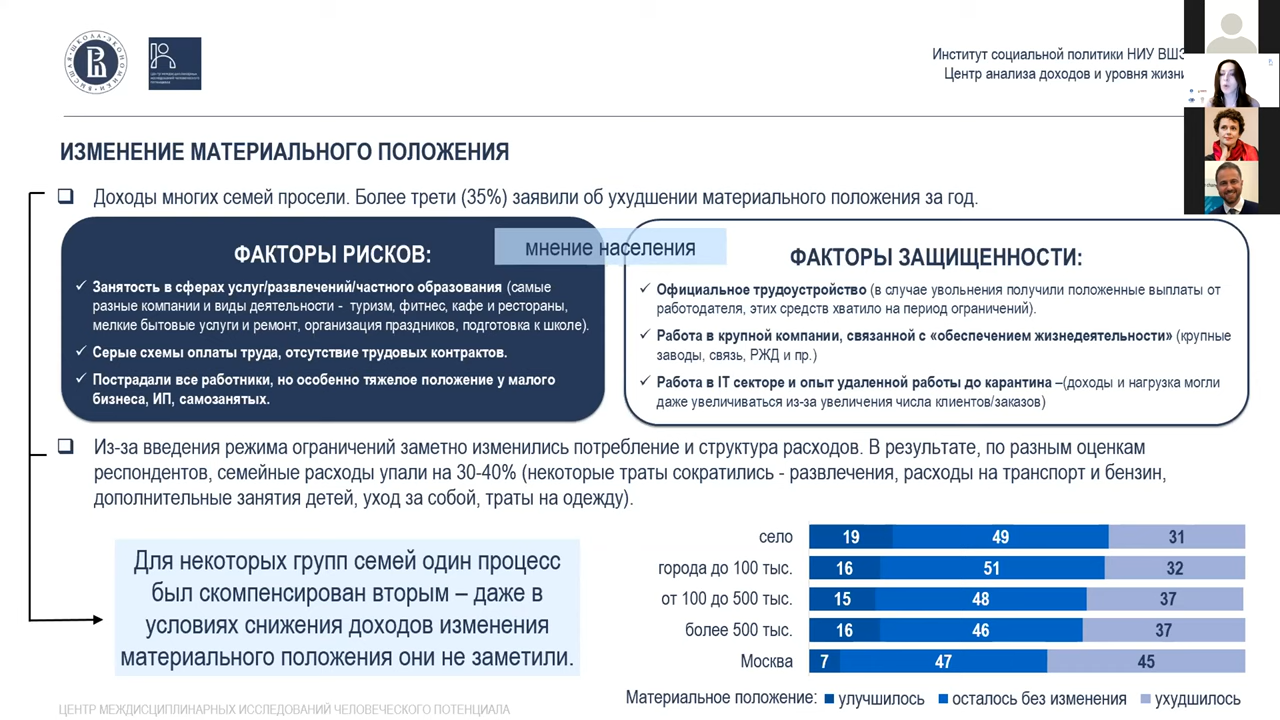 Институт социальной политики НИУ ВШЭ
Центр анализа доходов и уровня жизни
ИЗМЕНЕНИЕ МАТЕРИАЛЬНОГО ПОЛОЖЕНИЯ
Доходы многих семей просели. Более трети (35%) заявили об ухудшении материального положения за год.
мнение населения
ФАКТОРЫ РИСКОВ:
Занятость в сферах услуг/развлечений/частного образования (самые
разные компании и виды деятельности - туризм, фитнес, кафе и рестораны,
мелкие бытовые услуги и ремонт, организация праздников, подготовка к школе).
Серые схемы оплаты труда, отсутствие трудовых контрактов.
Пострадали все работники, но особенно тяжелое положение у малого
бизнеса, ИП, самозанятых.
ФАКТОРЫ ЗАЩИЩЕННОСТИ:
Официальное трудоустройство (в случае увольнения получили положенные выплаты от
работодателя, этих средств хватило на период ограничений).
Работа в крупной компании, связанной с «обеспечением жизнедеятельности» (крупные
заводы, связь, РЖД и пр.)
Работа в IT секторе и опыт удаленной работы до карантина –(доходы и нагрузка могли
даже увеличиваться из-за увеличения числа клиентов/заказов)
Из-за введения режима ограничений заметно изменились потребление и структура расходов. В результате, по разным оценкам
респондентов, семейные расходы упали на 30-40% (некоторые траты сократились - развлечения, расходы на транспорт и бензин,
дополнительные занятия детей, уход за собой, траты на одежду).
Для некоторых групп семей один процесс
был скомпенсирован вторым – даже в
условиях снижения доходов изменения
материального положения они не заметили.
село 19 49 31
города до 100 тыс. 16 51 32
от 100 до 500 тыс. 15 48 37
более 500 тыс. 16 46 37
Москва 7 47 45
Материальное положение: улучшилось осталось без изменения ухудшилось
ЦЕНТР МЕЖДИСЦИПЛИНАРНЫХ ИССЛЕДОВАНИЙ ЧЕЛОВЕЧЕСКОГО ПОТЕНЦИАЛА